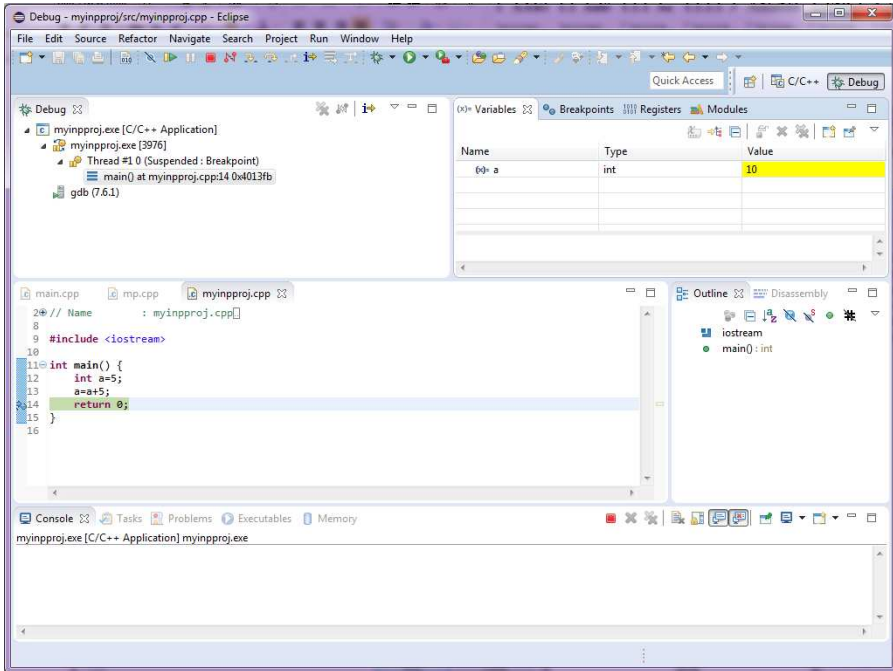 Debug - myinpproj/src/myinpproj.cpp - Eclipse
File Edit Source Refactor Navigate Search Project Run Window Help
Quick Access C/C++ Debug
Debug
myinpproj.exe [C/C++ Application]
myinpproj.exe [3976]
Thread #1 0 (Suspended : Breakpoint)
main() at myinpproj.cpp:14 0x4013fb
gdb (7.6.1)
(x)= Variables Breakpoints Registers Modules
Name Type Value
(x)= a int 10
main.cpp mp.cpp myinpproj.cpp
2 // Name : myinpproj.cpp
8
9 #include <iostream>
10
11 int main() {
12 int a=5;
13 a=a+5;
14 return 0;
15 }
16
Outline Disassembly
iostream
main() : int
Console Tasks Problems Executables Memory
myinpproj.exe [C/C++ Application] myinpproj.exe